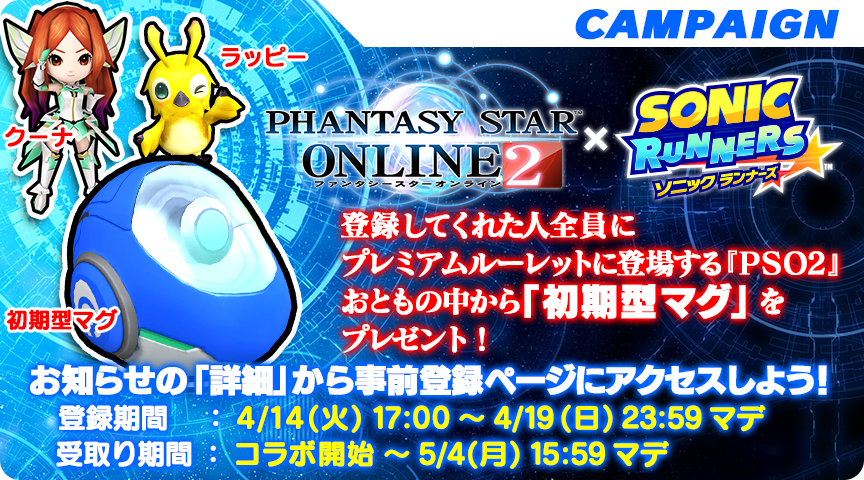 CAMPAIGN
ラッピー
クーナ
初期型マグ
PHANTASY STAR
ONLINE 2
ファンタシースターオンライン
×
SONIC
RUNNERS
ソニック ランナーズ
TM
登録してくれた人全員に
プレミアムルーレットに登場する『PSO2』
おともの中から「初期型マグ」を
プレゼント！
お知らせの「詳細」から事前登録ページにアクセスしよう！
登録期間 ： 4/14(火) 17:00 ～ 4/19(日) 23:59 マデ
受取り期間 ： コラボ開始 ～ 5/4(月) 15:59 マデ